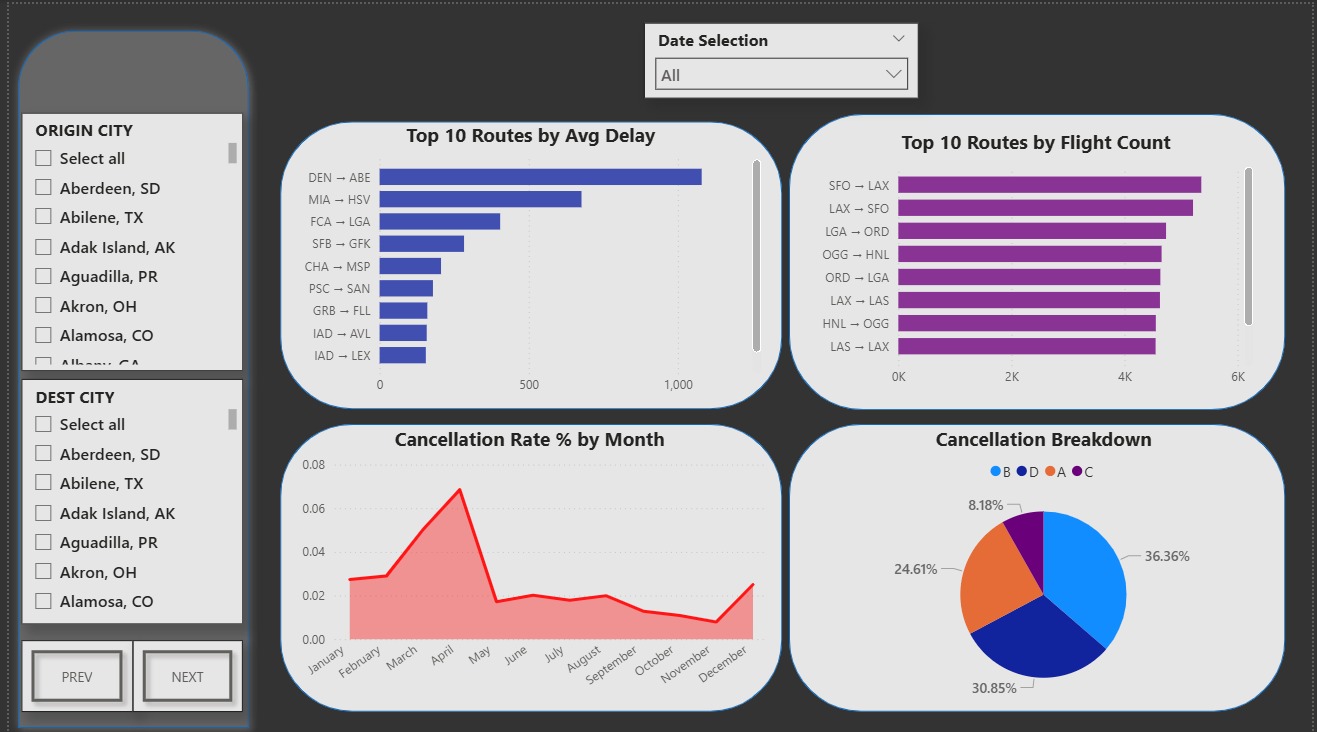 Date Selection
All
ORIGIN CITY
Select all
Aberdeen, SD
Abilene, TX
Adak Island, AK
Aguadilla, PR
Akron, OH
Alamosa, CO
Albany, GA
DEST CITY
Select all
Aberdeen, SD
Abilene, TX
Adak Island, AK
Aguadilla, PR
Akron, OH
Alamosa, CO
PREV
NEXT
Top 10 Routes by Avg Delay
DEN → ABE
MIA → HSV
FCA → LGA
SFB → GFK
CHA → MSP
PSC → SAN
GRB → FLL
IAD → AVL
IAD → LEX
0 500 1,000
Top 10 Routes by Flight Count
SFO → LAX
LAX → SFO
LGA → ORD
OGG → HNL
ORD → LGA
LAX → LAS
HNL → OGG
LAS → LAX
0K 2K 4K 6K
Cancellation Rate % by Month
0.08
0.06
0.04
0.02
0.00
January February March April May June July August September October November December
Cancellation Breakdown
B D A C
8.18%
36.36%
24.61%
30.85%